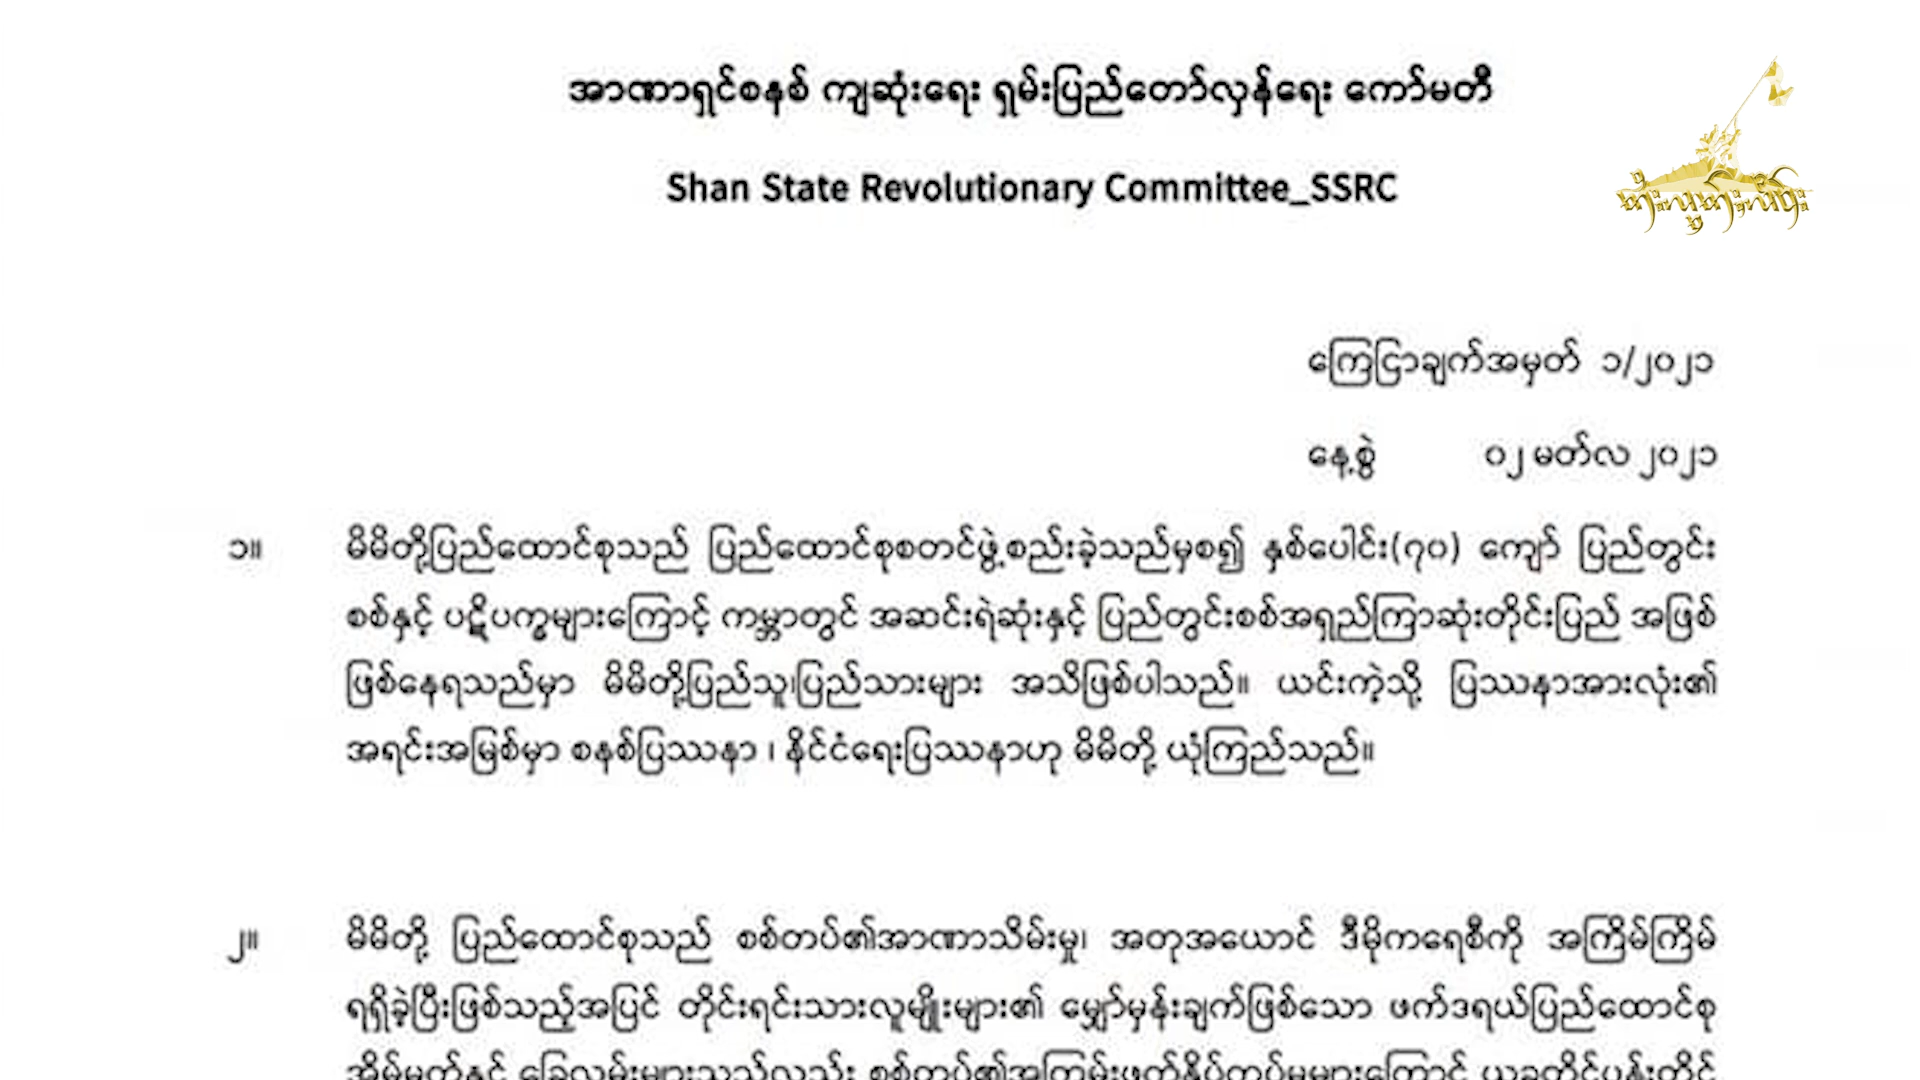 အာဏာရှင်စနစ် ကျဆုံးရေး ရှမ်းပြည်တော်လှန်ရေး ကော်မတီ
Shan State Revolutionary Committee_SSRC
ကြေငြာချက်အမှတ် ၁/၂၀၂၁
နေ့စွဲ ၀၂ မတ်လ ၂၀၂၁
၁။ မိမိတို့ပြည်ထောင်စုသည် ပြည်ထောင်စုစတင်ဖွဲ့စည်းခဲ့သည်မှစ၍ နှစ်ပေါင်း(၇၀) ကျော် ပြည်တွင်း
စစ်နှင့် ပဋိပက္ခများကြောင့် ကမ္ဘာတွင် အဆင်းရဲဆုံးနှင့် ပြည်တွင်းစစ်အရှည်ကြာဆုံးတိုင်းပြည် အဖြစ်
ဖြစ်နေရသည်မှာ မိမိတို့ပြည်သူ၊ပြည်သားများ အသိဖြစ်ပါသည်။ ယင်းကဲ့သို့ ပြဿနာအားလုံး၏
အရင်းအမြစ်မှာ စနစ်ပြဿနာ ၊ နိုင်ငံရေးပြဿနာဟု မိမိတို့ ယုံကြည်သည်။
၂။ မိမိတို့ ပြည်ထောင်စုသည် စစ်တပ်၏အာဏာသိမ်းမှု၊ အတုအယောင် ဒီမိုကရေစီကို အကြိမ်ကြိမ်
ရရှိခဲ့ပြီးဖြစ်သည့်အပြင် တိုင်းရင်းသားလူမျိုးများ၏ မျှော်မှန်းချက်ဖြစ်သော ဖက်ဒရယ်ပြည်ထောင်စု